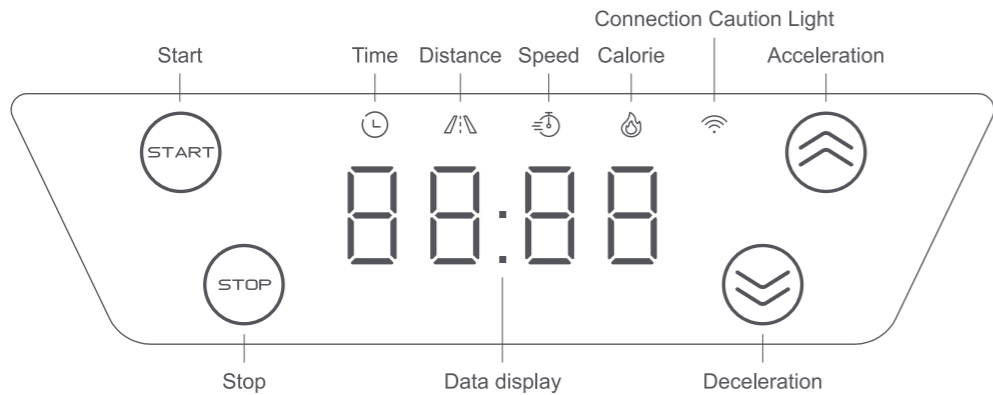 Connection Caution Light
Start Time Distance Speed Calorie Acceleration
START
88:88
STOP
Stop Data display Deceleration